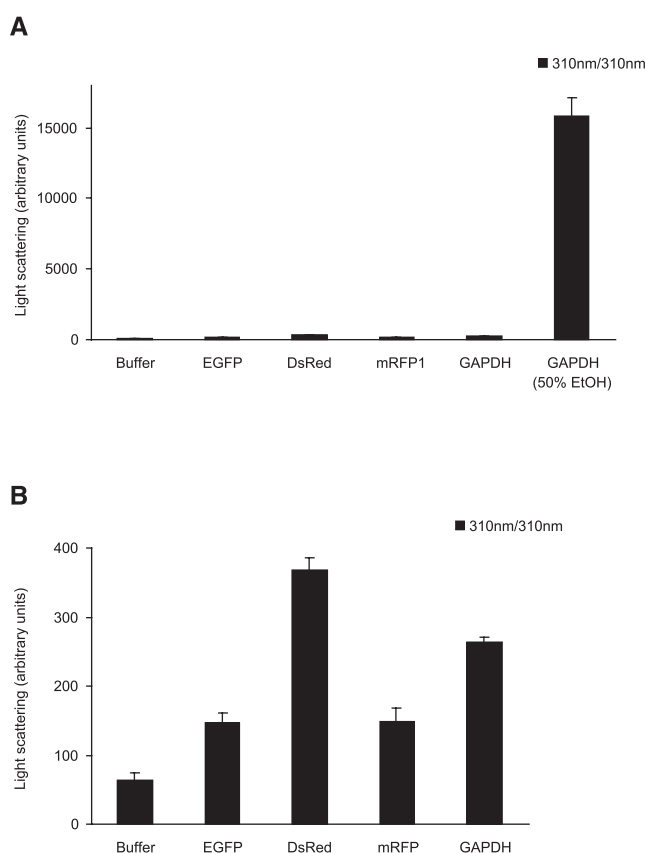 A
310nm/310nm
Light scattering (arbitrary units)
15000
10000
5000
0
Buffer EGFP DsRed mRFP1 GAPDH GAPDH
(50% EtOH)
B
310nm/310nm
Light scattering (arbitrary units)
400
300
200
100
0
Buffer EGFP DsRed mRFP GAPDH